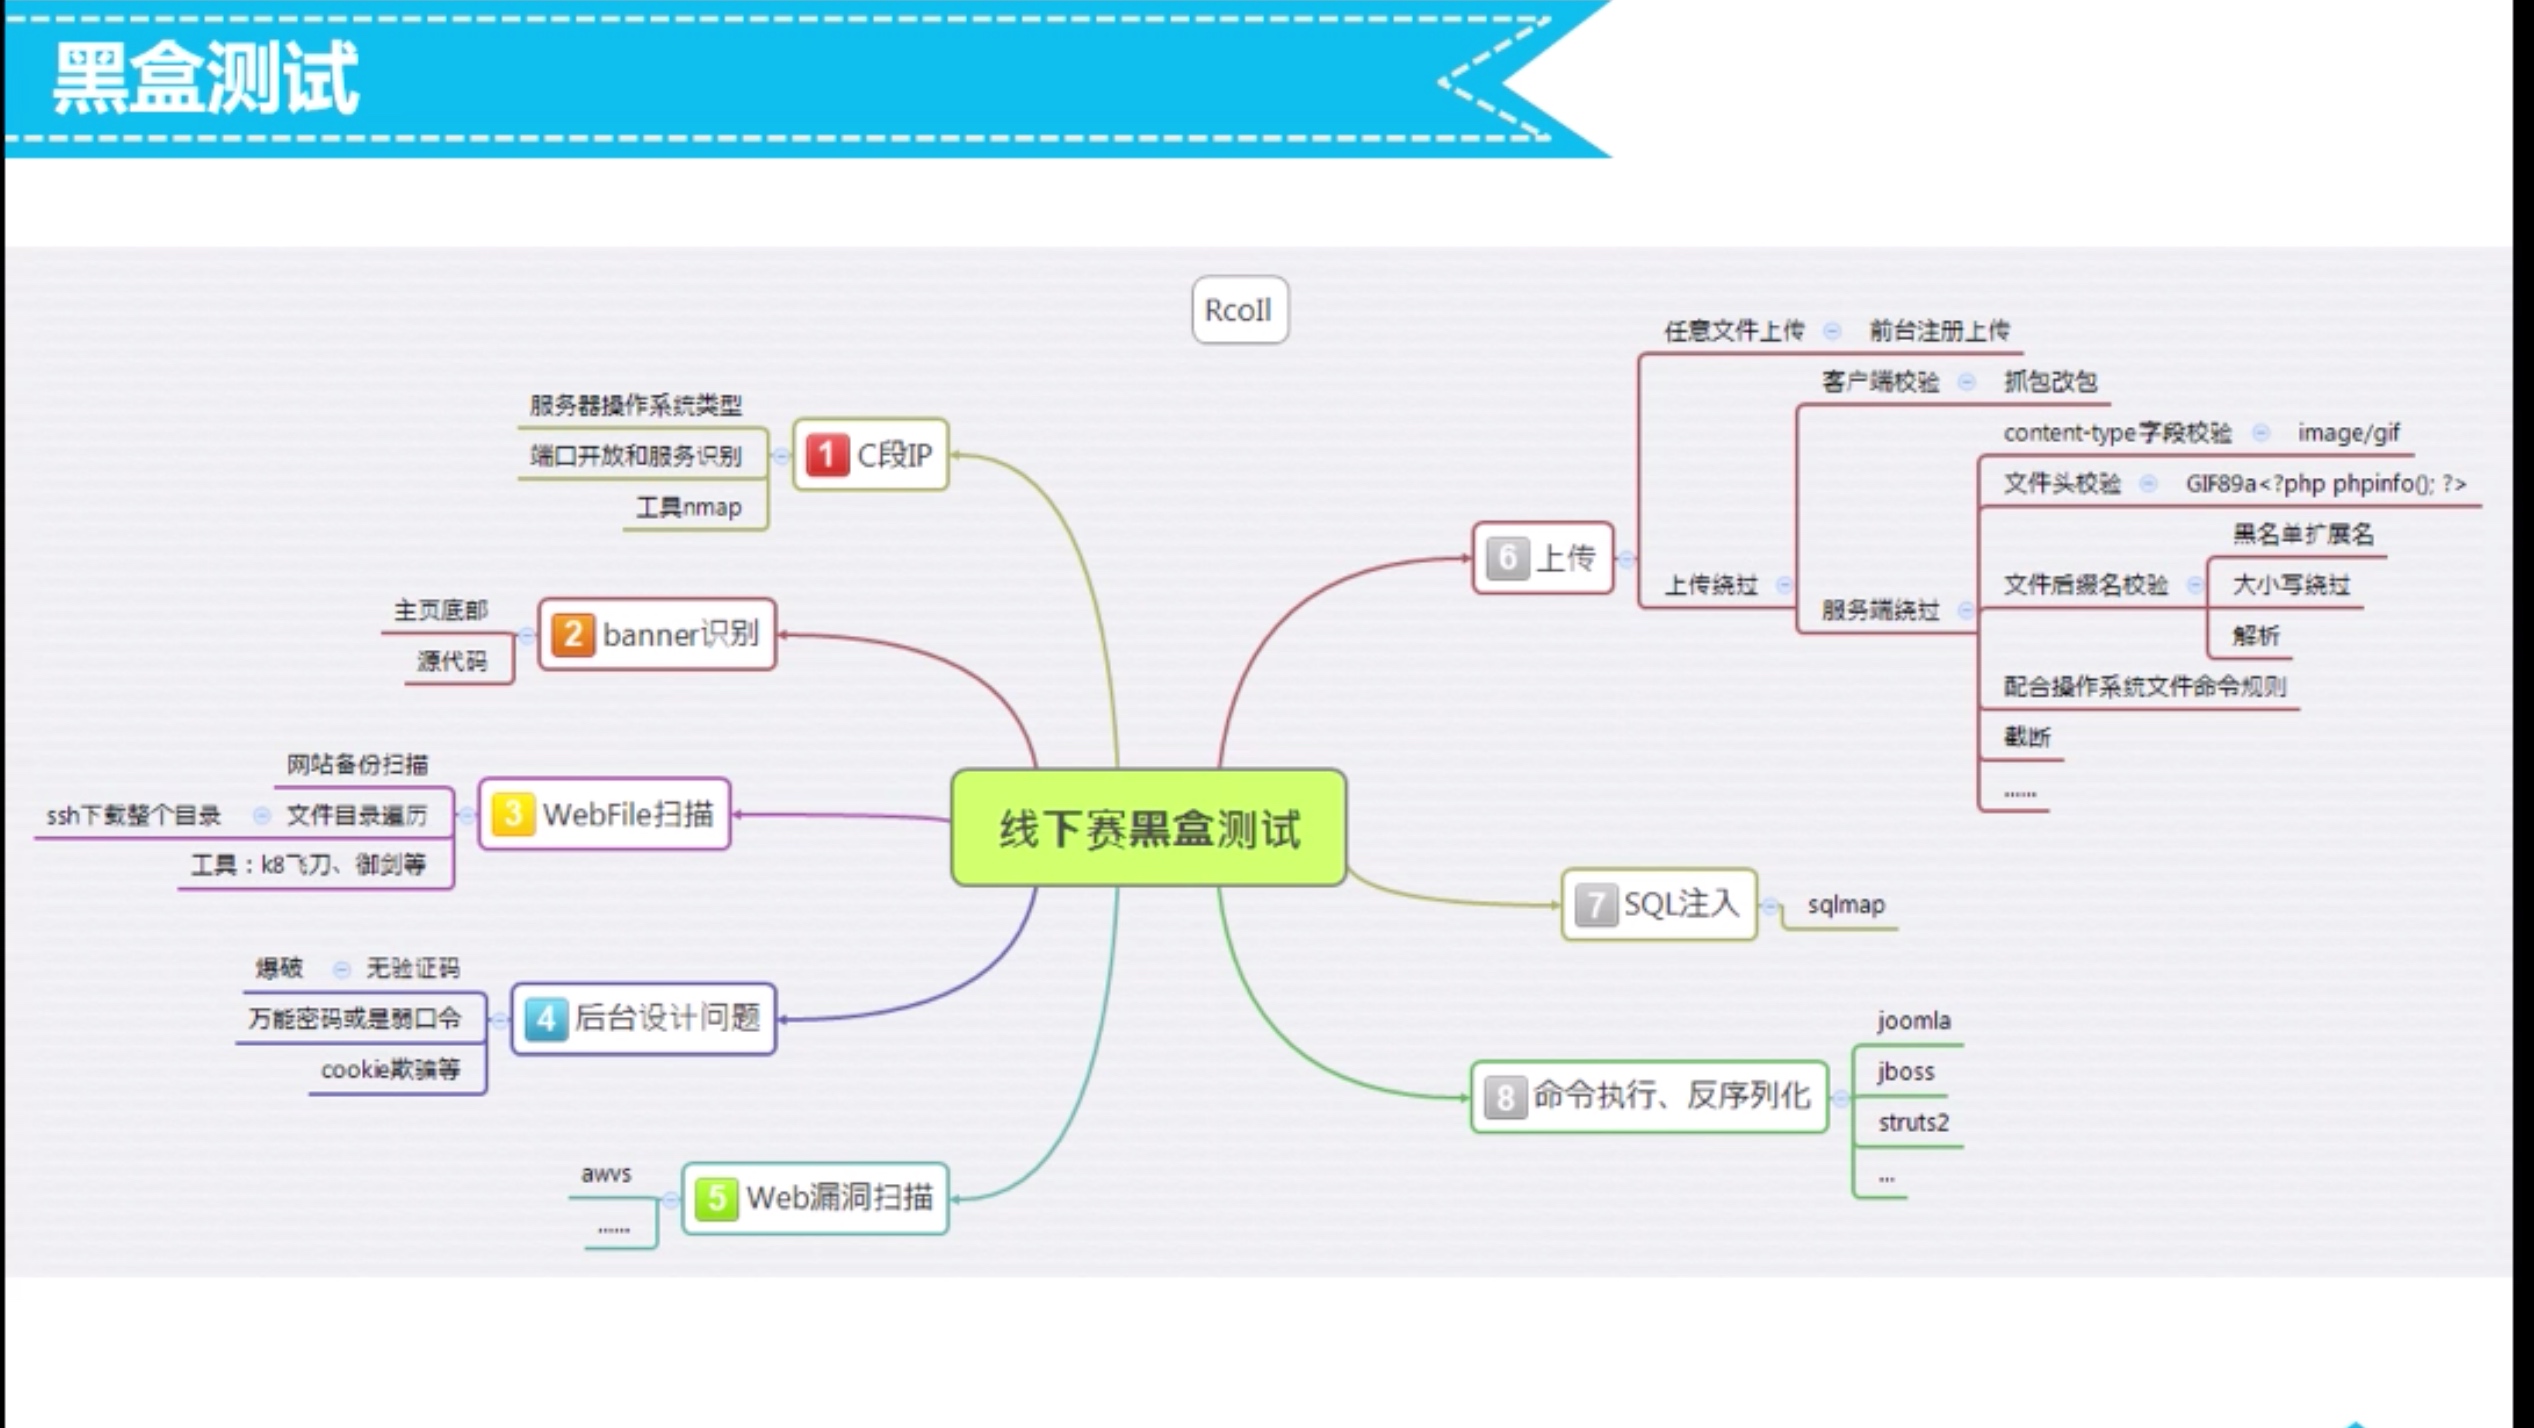 黑盒测试
RcoIl
线下赛黑盒测试
1 C段IP
服务器操作系统类型
端口开放和服务识别
工具nmap
2 banner识别
主页底部
源代码
3 WebFile扫描
网站备份扫描
ssh下载整个目录 文件目录遍历
工具：k8飞刀、御剑等
4 后台设计问题
爆破 无验证码
万能密码或是弱口令
cookie欺骗等
5 Web漏洞扫描
awvs
......
6 上传
任意文件上传 前台注册上传
上传绕过
客户端校验 抓包改包
服务端绕过
content-type字段校验 image/gif
文件头校验 GIF89a<?php phpinfo(); ?>
文件后缀名校验
黑名单扩展名
大小写绕过
解析
配合操作系统文件命令规则
截断
......
7 SQL注入
sqlmap
8 命令执行、反序列化
joomla
jboss
struts2
...